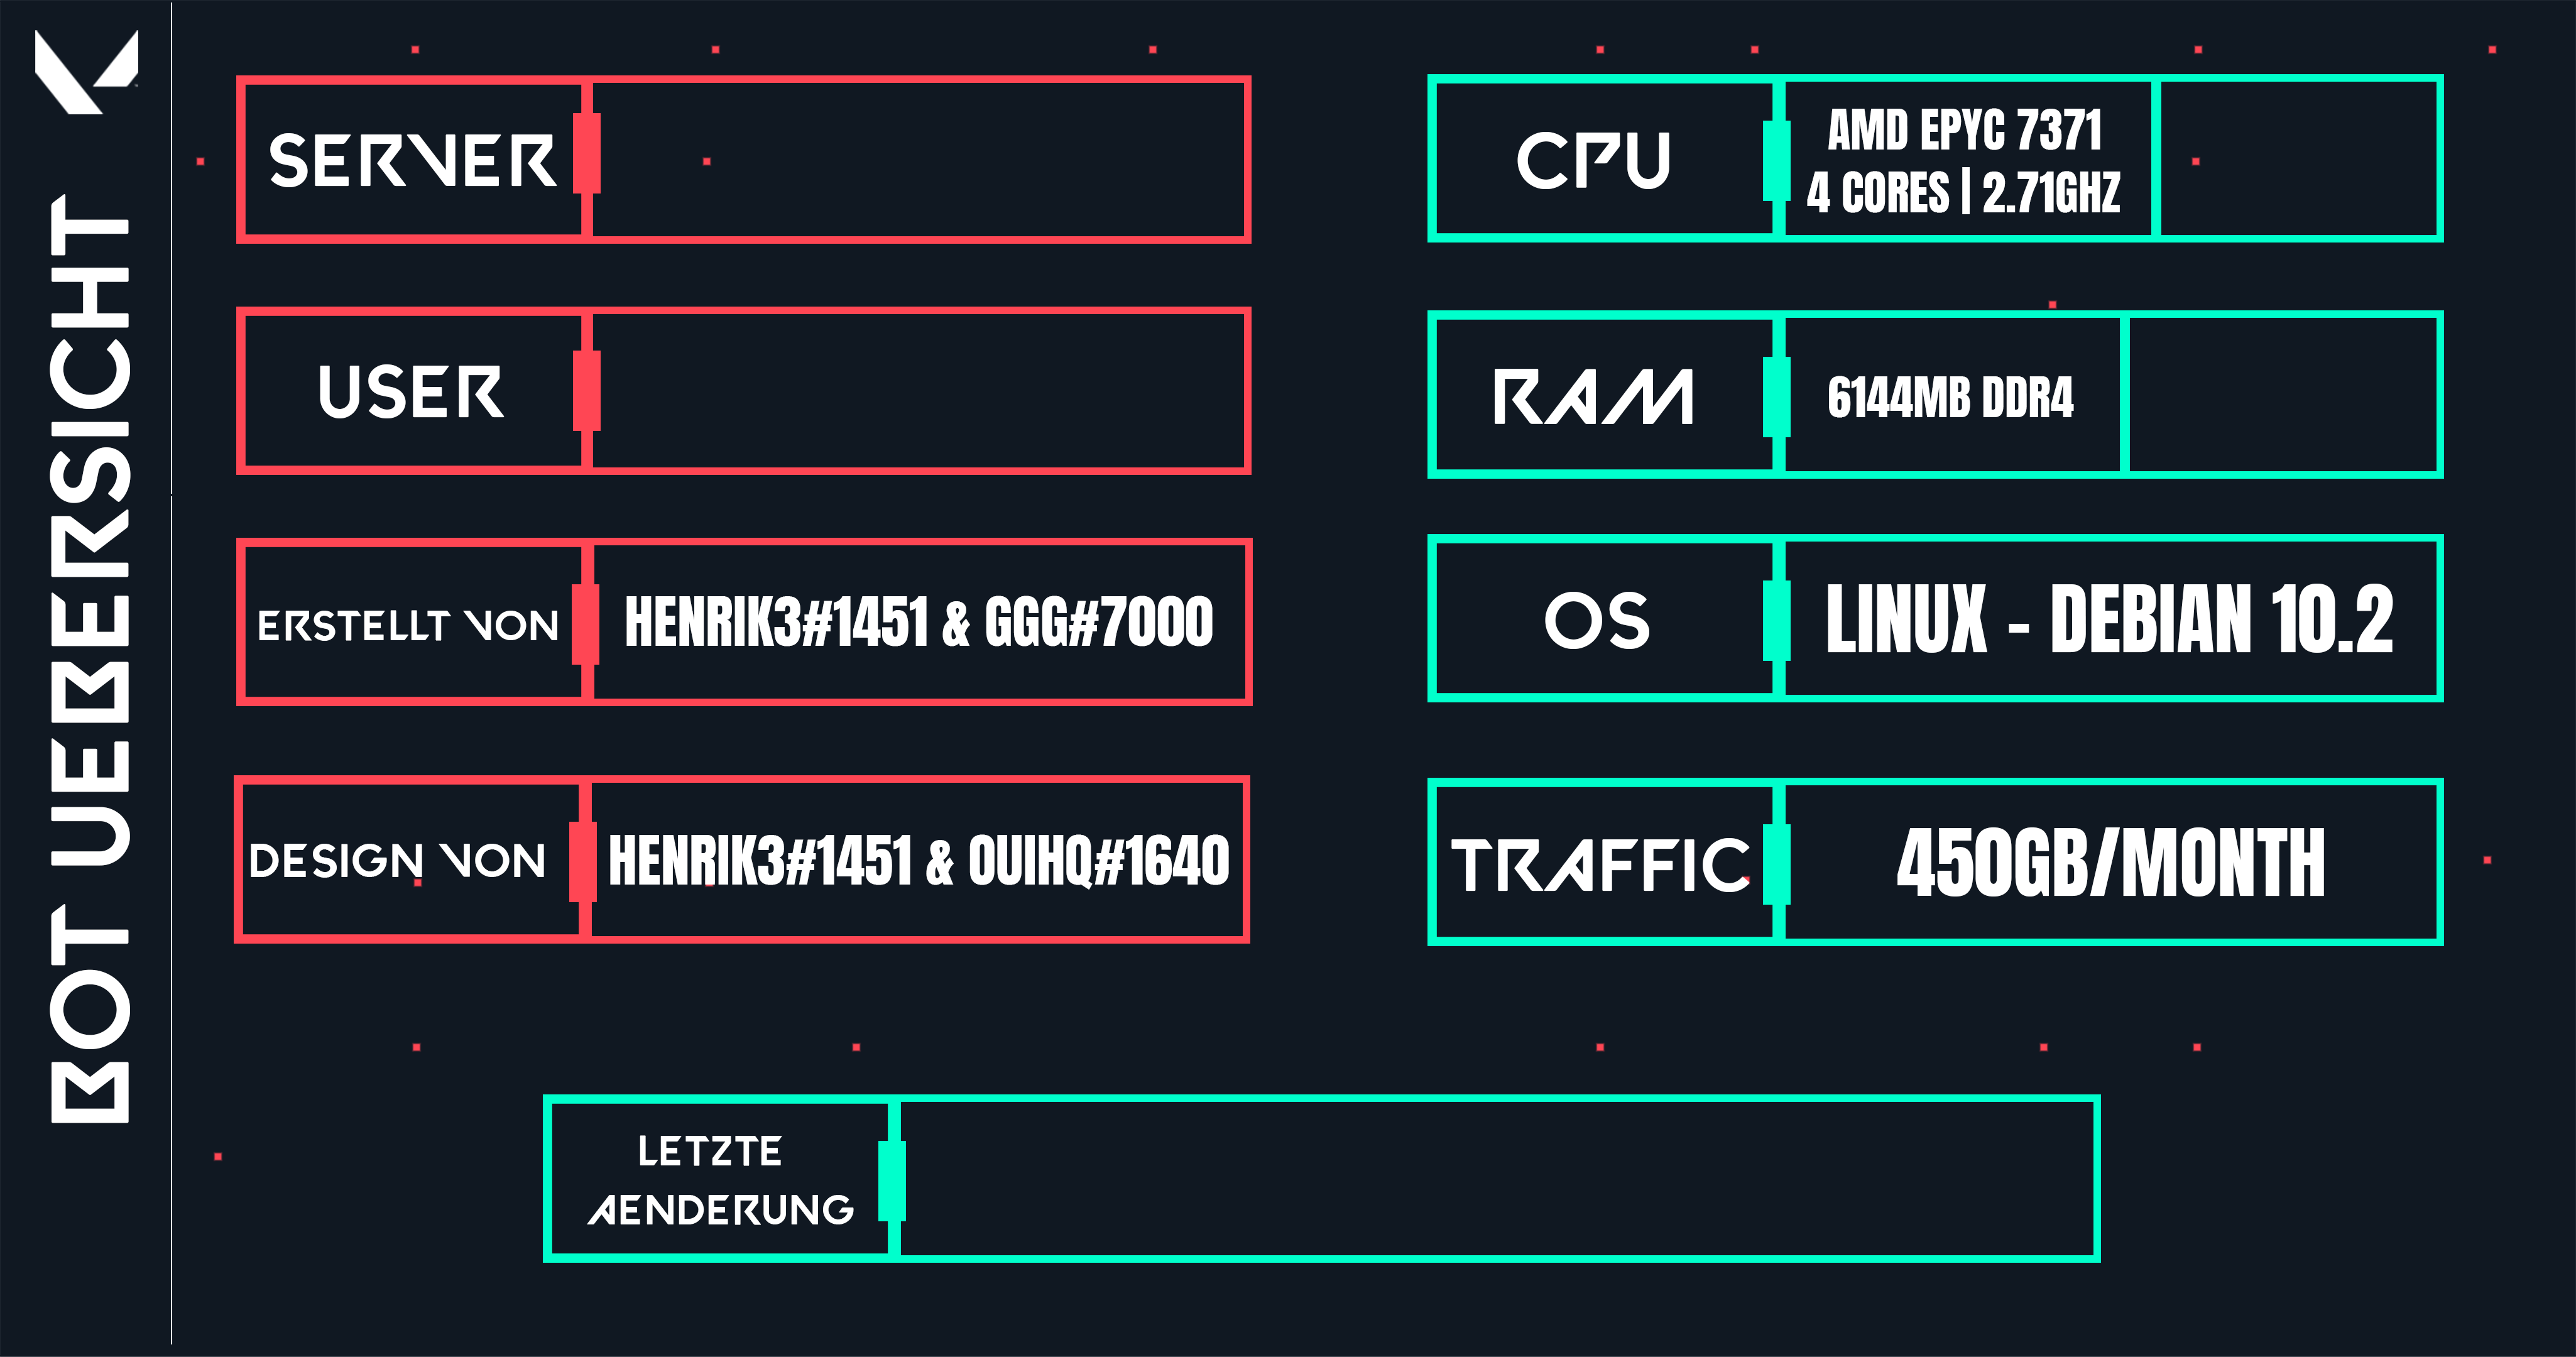 BOT UEBERSICHT
SERVER
USER
ERSTELLT VON
HENRIK3#1451 & GGG#7000
DESIGN VON
HENRIK3#1451 & OUIHQ#1640
CPU
AMD EPYC 7371
4 CORES | 2.71GHZ
RAM
6144MB DDR4
OS
LINUX - DEBIAN 10.2
TRAFFIC
450GB/MONTH
LETZTE
AENDERUNG